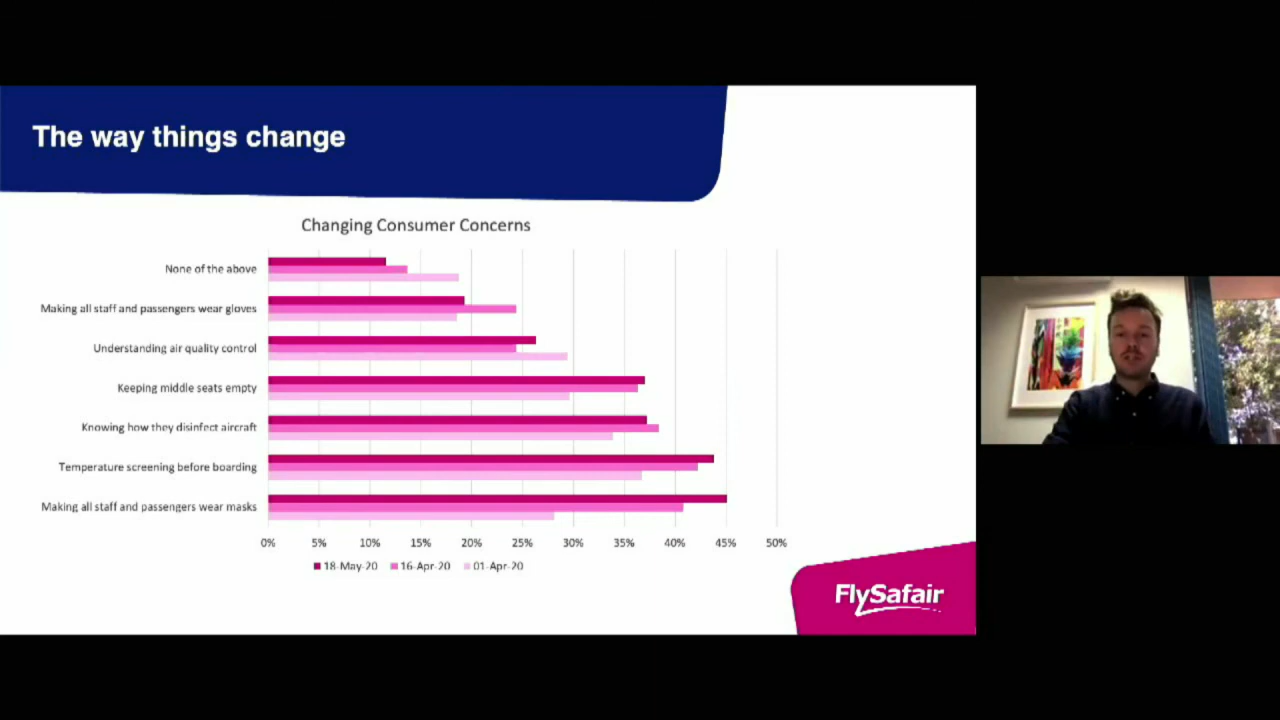 The way things change
Changing Consumer Concerns
None of the above
Making all staff and passengers wear gloves
Understanding air quality control
Keeping middle seats empty
Knowing how they disinfect aircraft
Temperature screening before boarding
Making all staff and passengers wear masks
0% 5% 10% 15% 20% 25% 30% 35% 40% 45% 50%
18-May-20 16-Apr-20 01-Apr-20
FlySafair